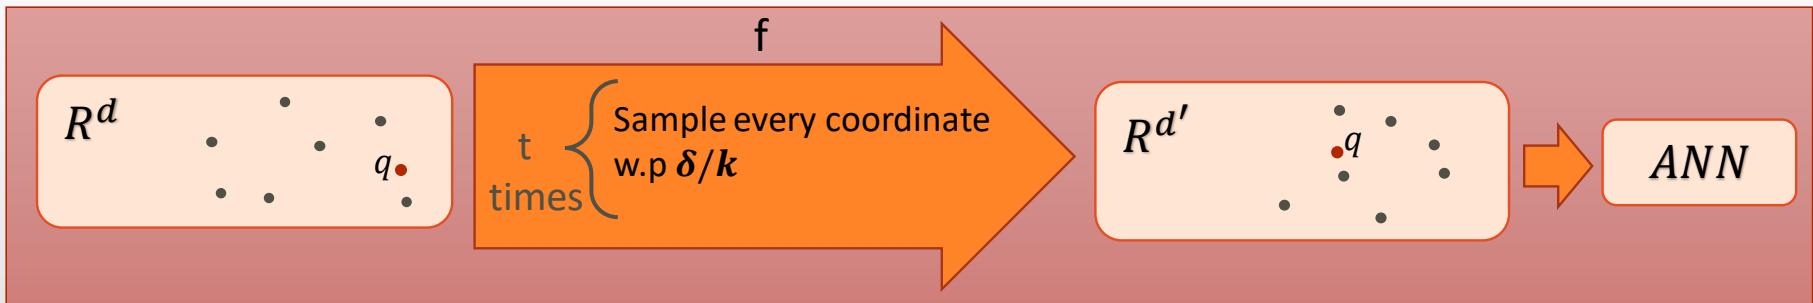 f
R^d
q
t
times
Sample every coordinate
w.p δ/k
R^d'
q
ANN